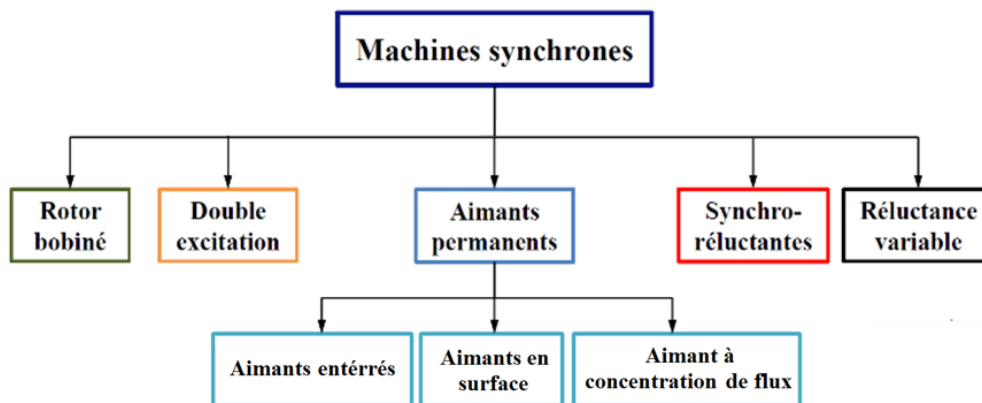 Machines synchrones
Rotor
bobiné
Double
excitation
Aimants
permanents
Synchro-
réluctantes
Réluctance
variable
Aimants entérrés
Aimants en
surface
Aimant à
concentration de flux